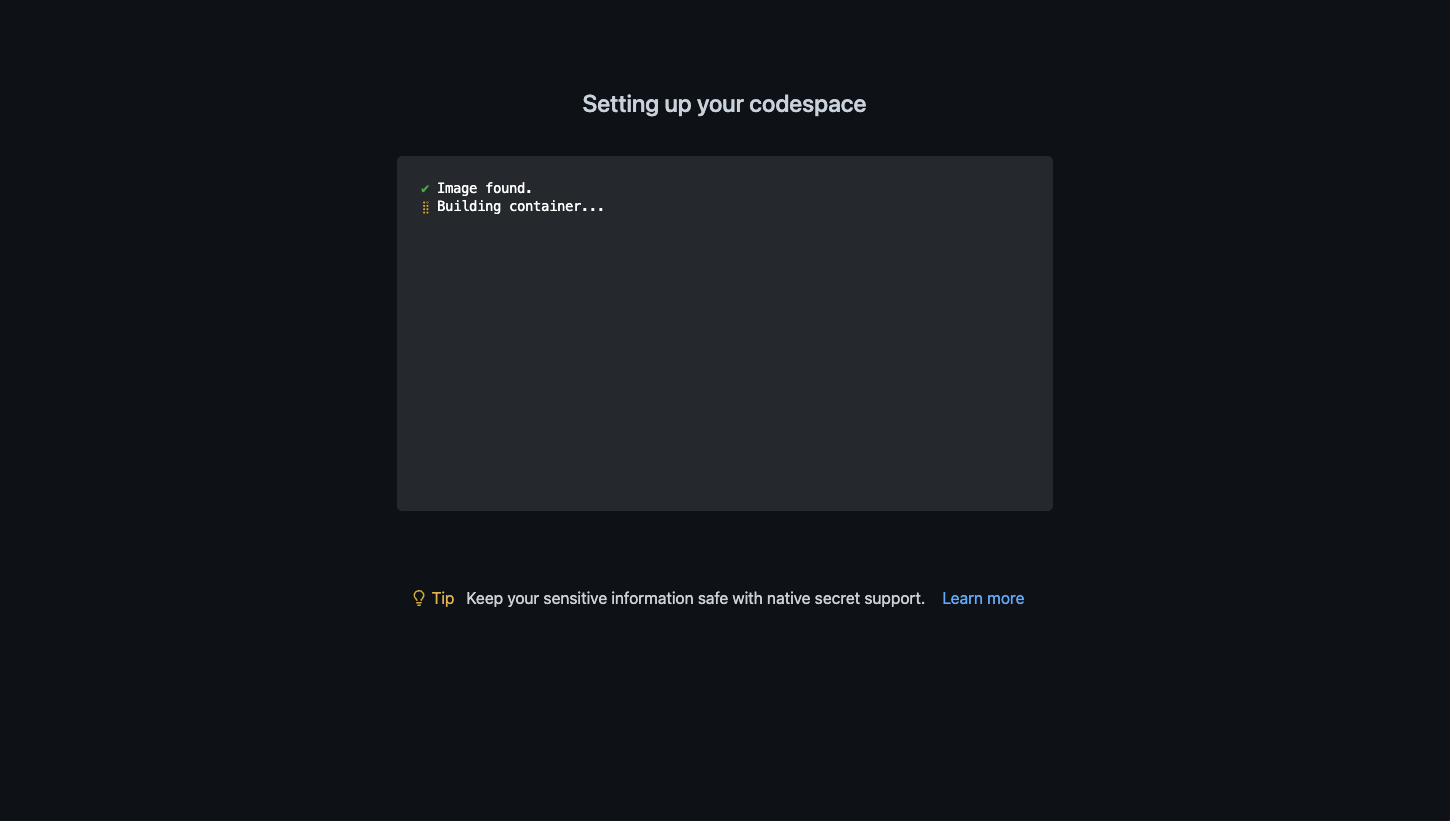 Setting up your codespace
✔ Image found.
⣾ Building container...
Tip Keep your sensitive information safe with native secret support. Learn more